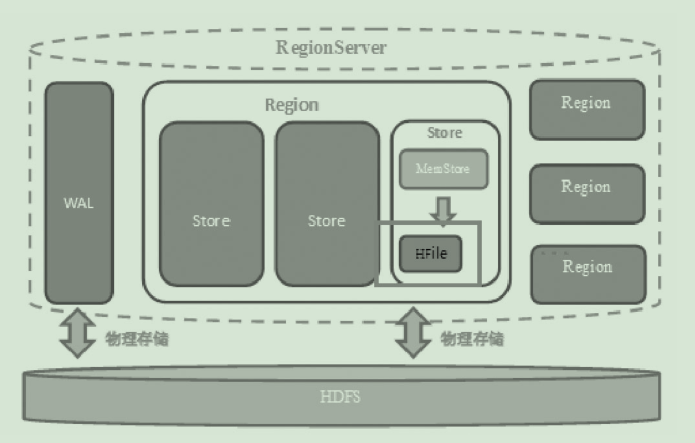 RegionServer
Region
Store
Region
MemStore
WAL
Store
Store
Region
HFile
...
Region
物理存储
物理存储
HDFS